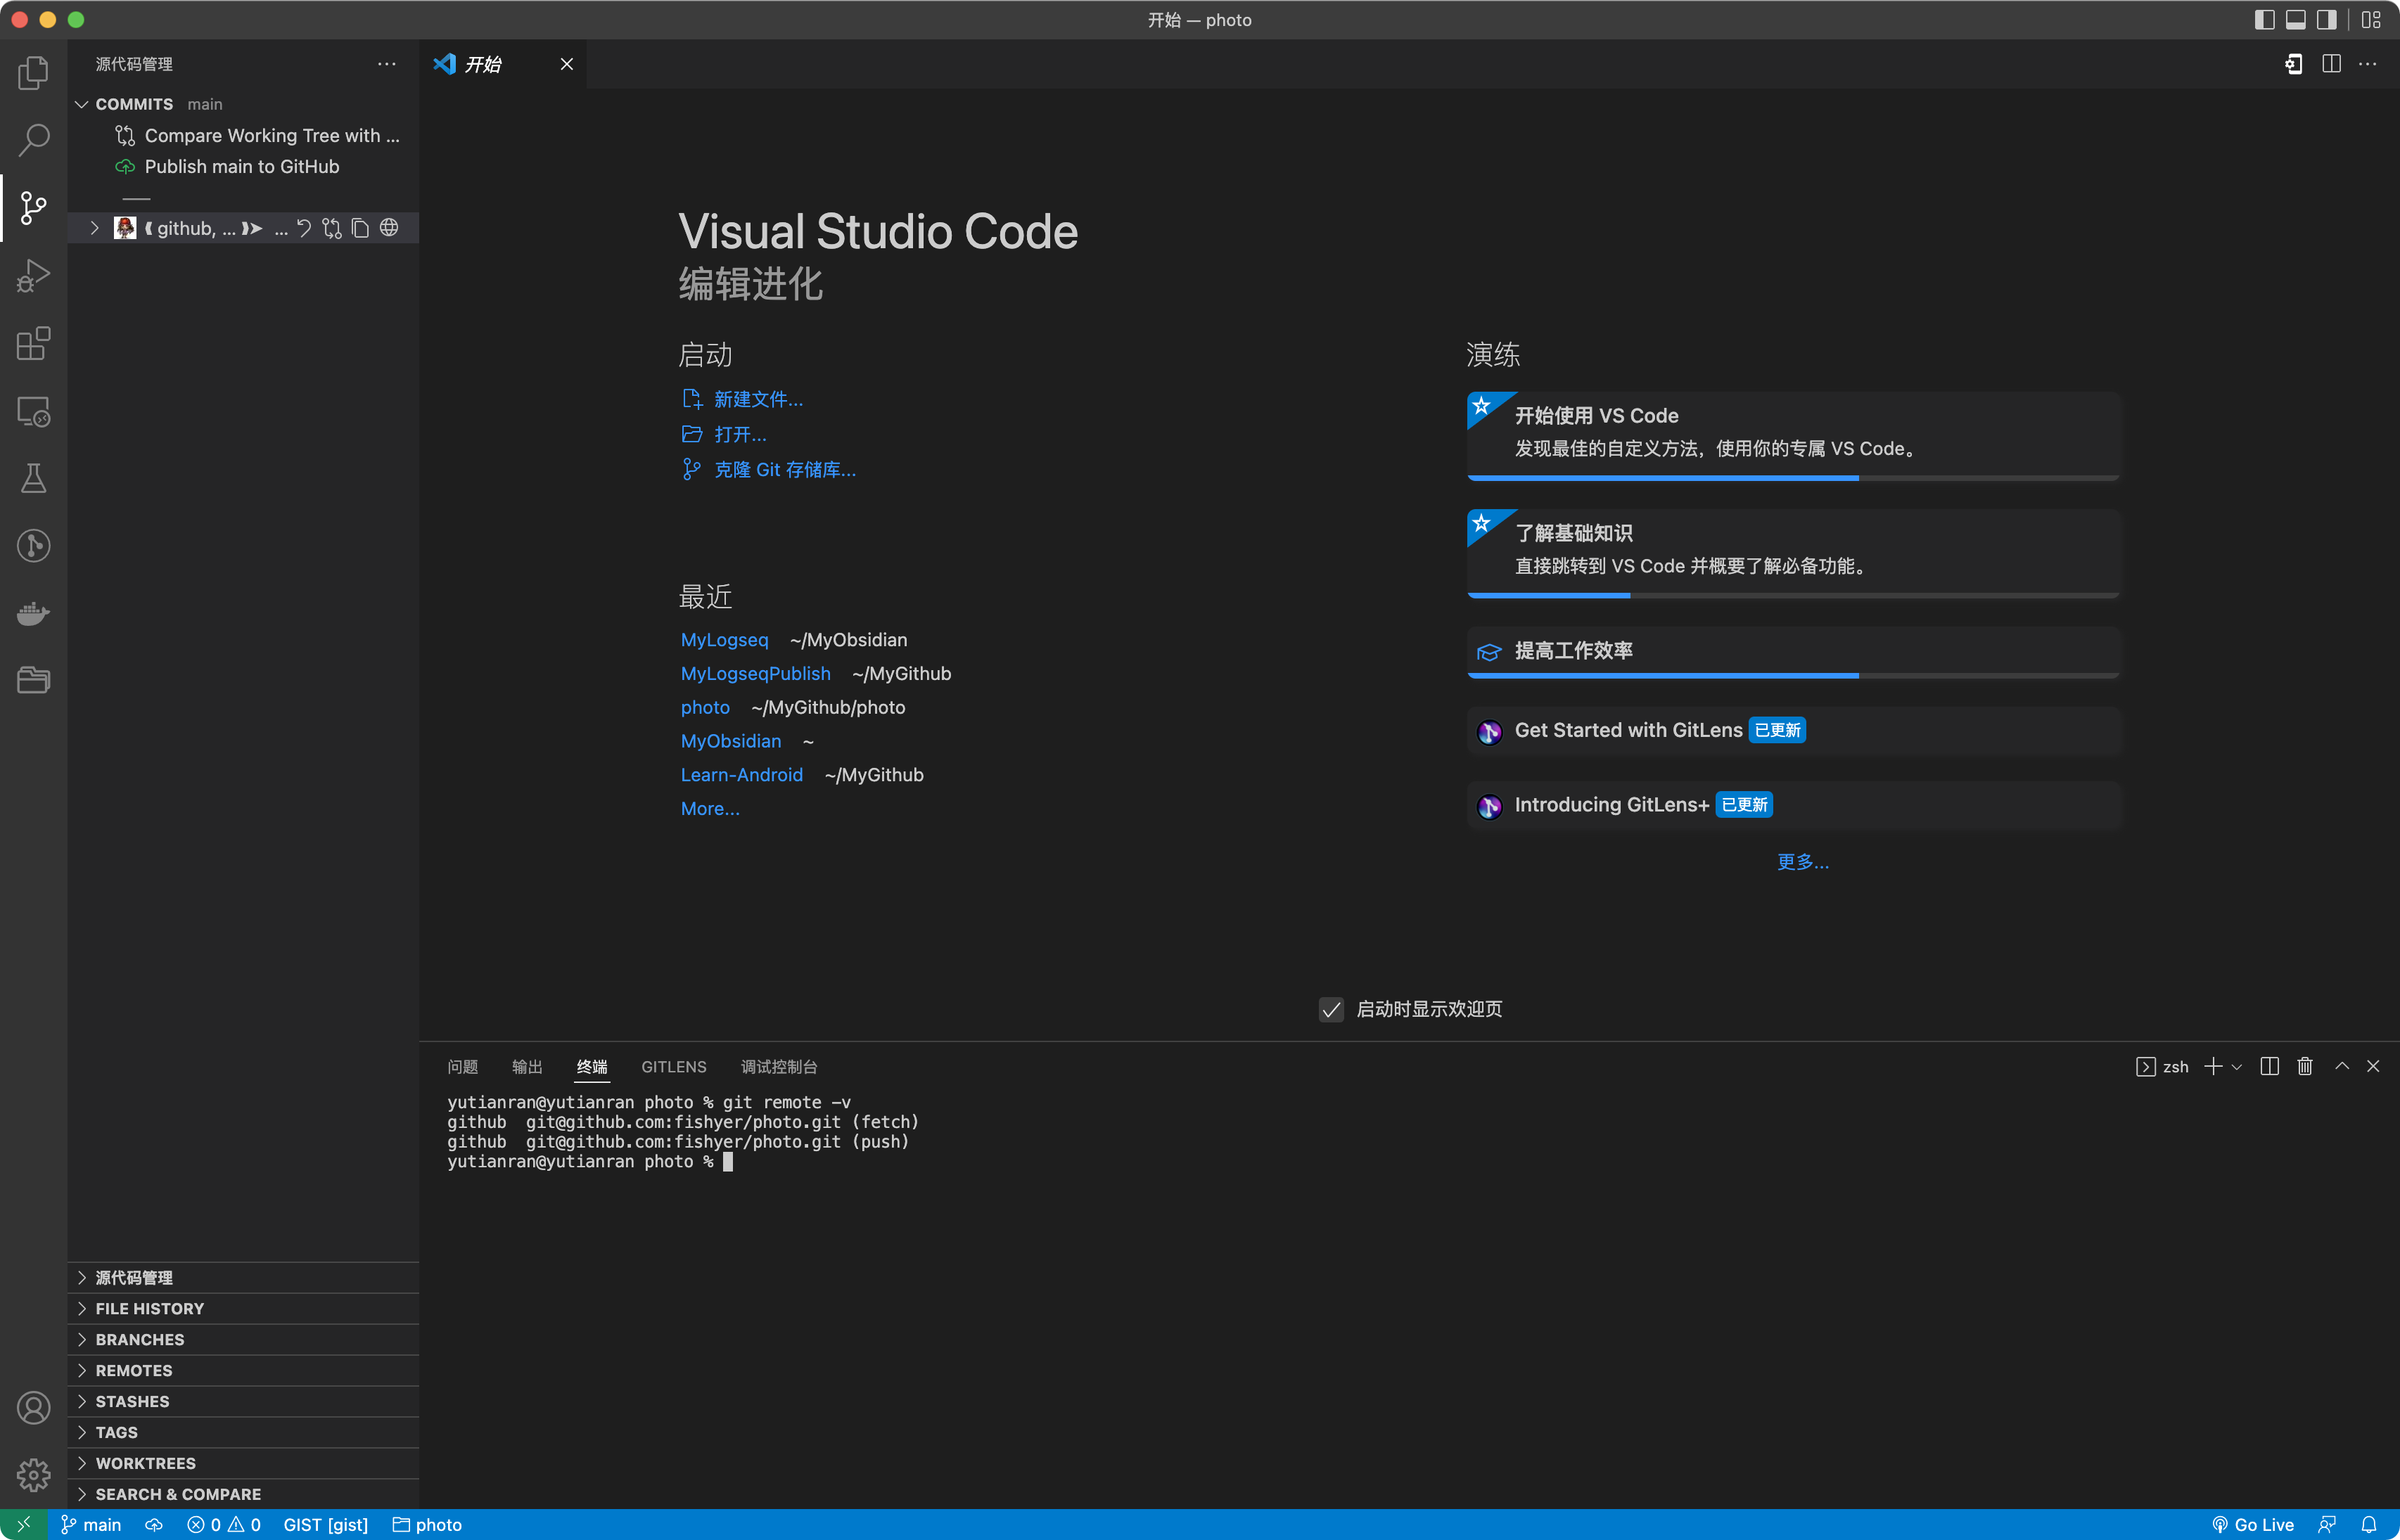 开始 — photo
源代码管理
COMMITS main
Compare Working Tree with ...
Publish main to GitHub
github, ...
...
开始
Visual Studio Code
编辑进化
启动
新建文件...
打开...
克隆 Git 存储库...
最近
MyLogseq ~/MyObsidian
MyLogseqPublish ~/MyGithub
photo ~/MyGithub/photo
MyObsidian ~
Learn-Android ~/MyGithub
More...
演练
开始使用 VS Code
发现最佳的自定义方法，使用你的专属 VS Code。
了解基础知识
直接跳转到 VS Code 并概要了解必备功能。
提高工作效率
Get Started with GitLens 已更新
Introducing GitLens+ 已更新
更多...
启动时显示欢迎页
问题 输出 终端 GITLENS 调试控制台
zsh
yutianran@yutianran photo % git remote -v
github git@github.com:fishyer/photo.git (fetch)
github git@github.com:fishyer/photo.git (push)
yutianran@yutianran photo %
源代码管理
FILE HISTORY
BRANCHES
REMOTES
STASHES
TAGS
WORKTREES
SEARCH & COMPARE
main 0 0 GIST [gist] photo Go Live